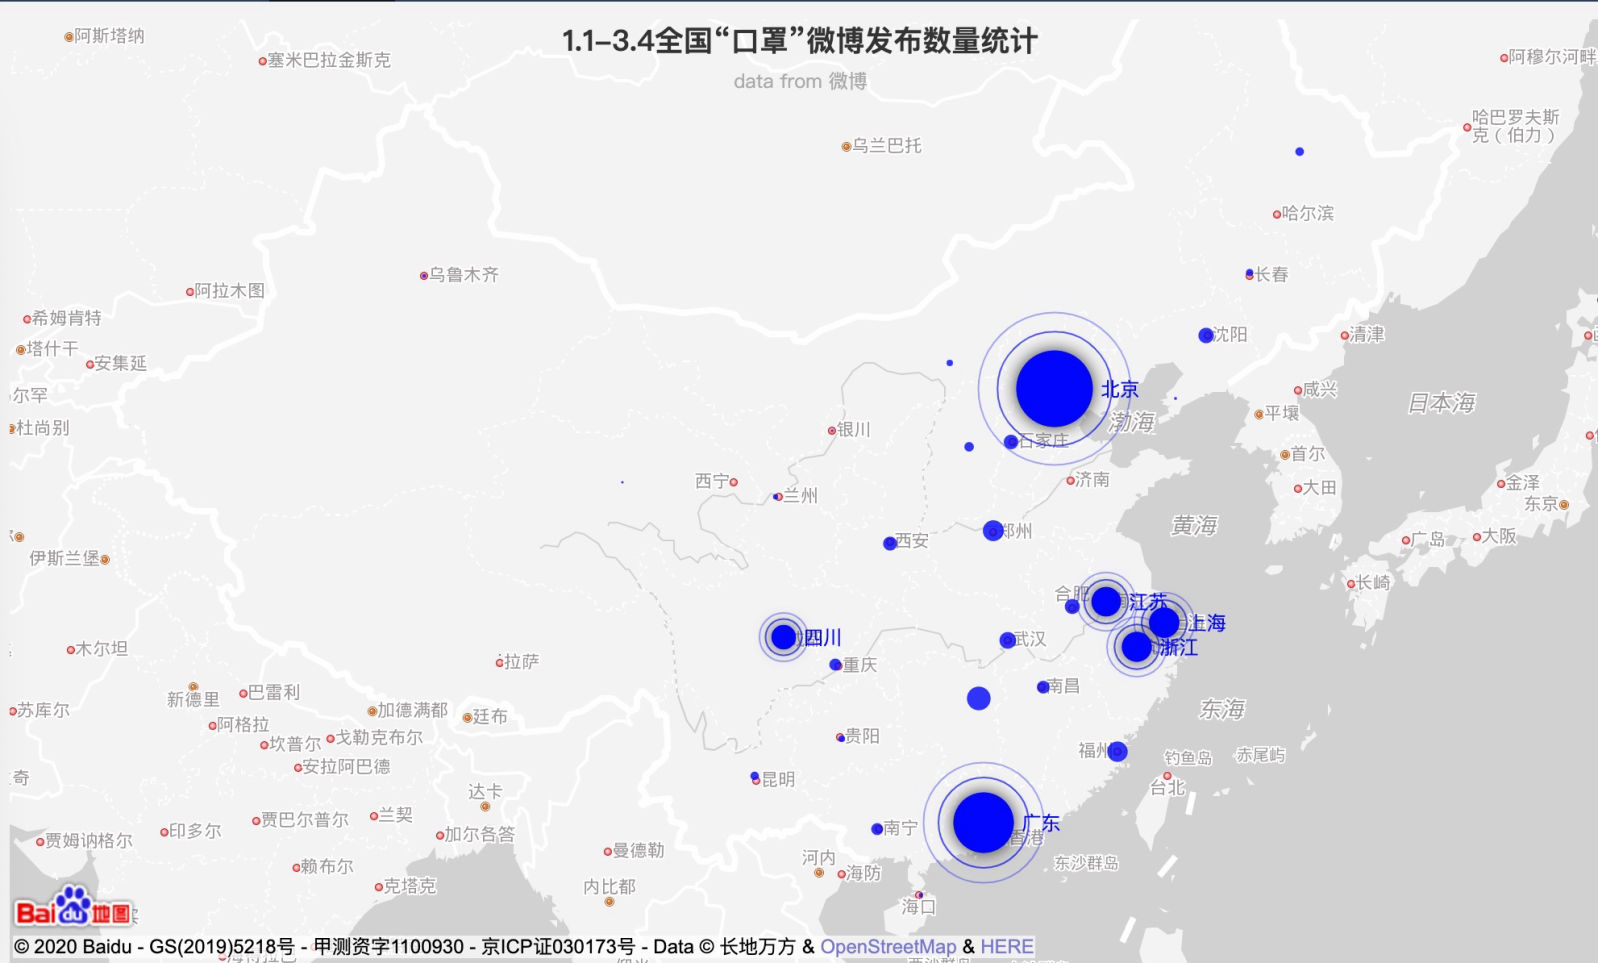 1.1-3.4全国“口罩”微博发布数量统计
data from 微博
阿斯塔纳
塞米巴拉金斯克
阿穆尔河畔
哈巴罗夫斯
克（伯力）
乌兰巴托
哈尔滨
乌鲁木齐
长春
阿拉木图
希姆肯特
沈阳
清津
塔什干
安集延
尔罕
北京
咸兴
日本海
平壤
渤海
杜尚别
银川
石家庄
首尔
西宁
兰州
济南
大田
金泽
东京
黄海
郑州
西安
广岛
大阪
伊斯兰堡
长崎
合肥
江苏
上海
四川
武汉
浙江
木尔坦
拉萨
重庆
新德里
巴雷利
南昌
苏库尔
加德满都
廷布
东海
阿格拉
坎普尔
戈勒克布尔
贵阳
福州
钓鱼岛
赤尾屿
安拉阿巴德
奇
昆明
达卡
台北
贾巴尔普尔
兰契
广东
印多尔
加尔各答
南宁
香港
贾姆讷格尔
曼德勒
河内
海防
东沙群岛
赖布尔
克塔克
内比都
海口
Bai du 地图
© 2020 Baidu - GS(2019)5218号 - 甲测资字1100930 - 京ICP证030173号 - Data © 长地万方 & OpenStreetMap & HERE